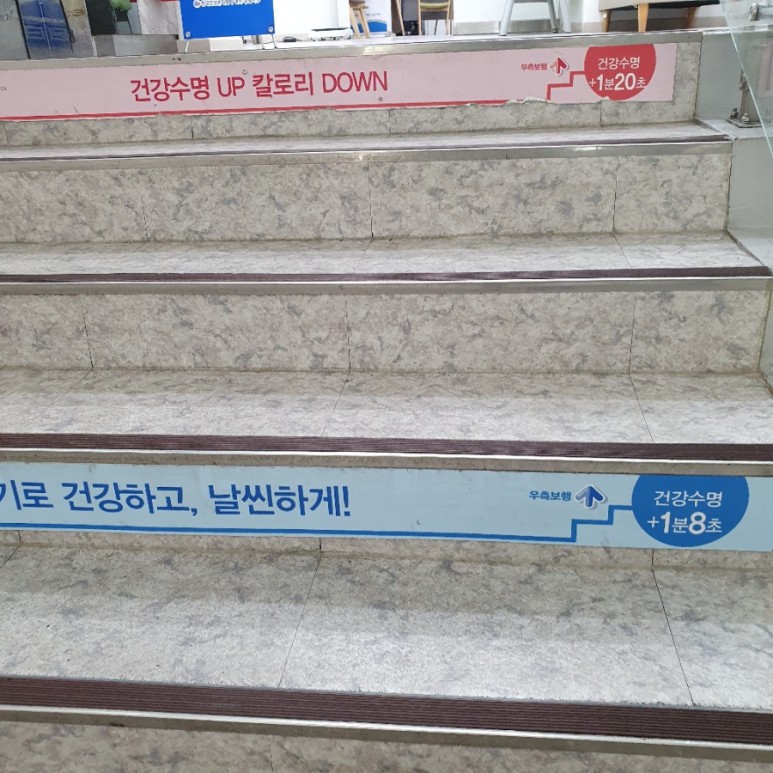 건강수명 UP 칼로리 DOWN
우측보행
건강수명
+1분20초
기로 건강하고, 날씬하게!
우측보행
건강수명
+1분8초